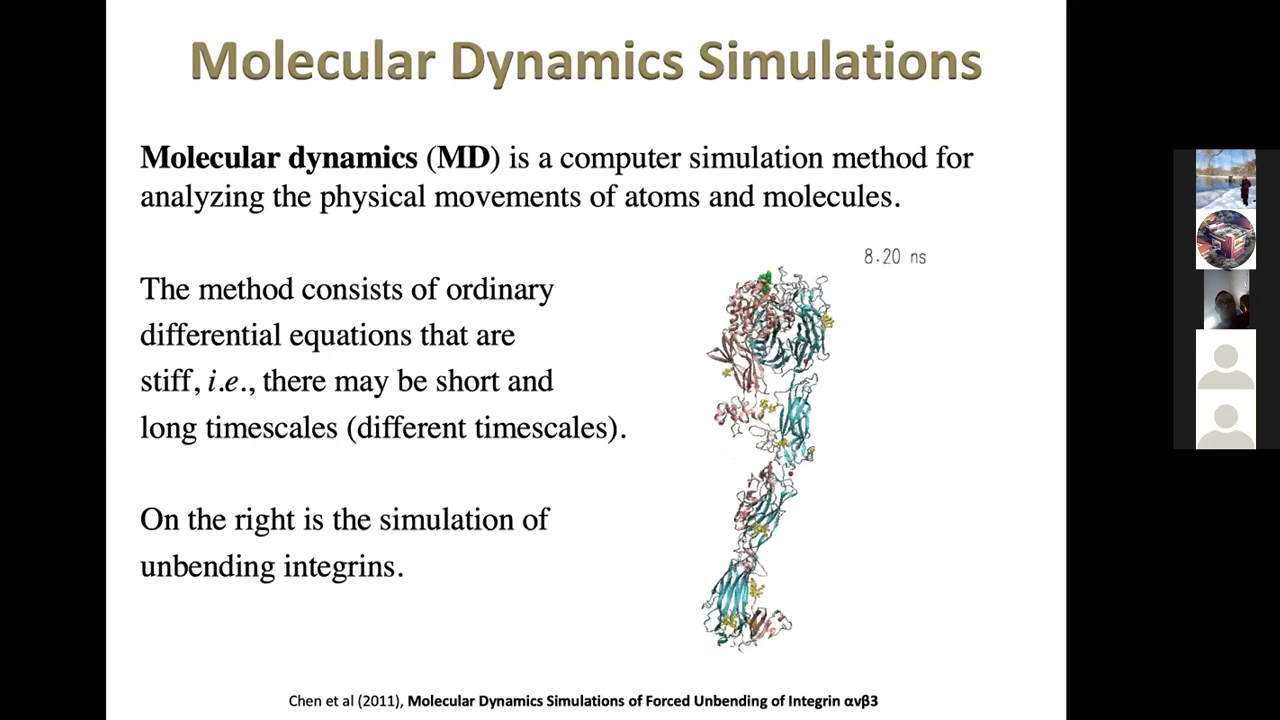 Molecular Dynamics Simulations
Molecular dynamics (MD) is a computer simulation method for
analyzing the physical movements of atoms and molecules.
8.20 ns
The method consists of ordinary
differential equations that are
stiff, i.e., there may be short and
long timescales (different timescales).
On the right is the simulation of
unbending integrins.
Chen et al (2011), Molecular Dynamics Simulations of Forced Unbending of Integrin αvβ3